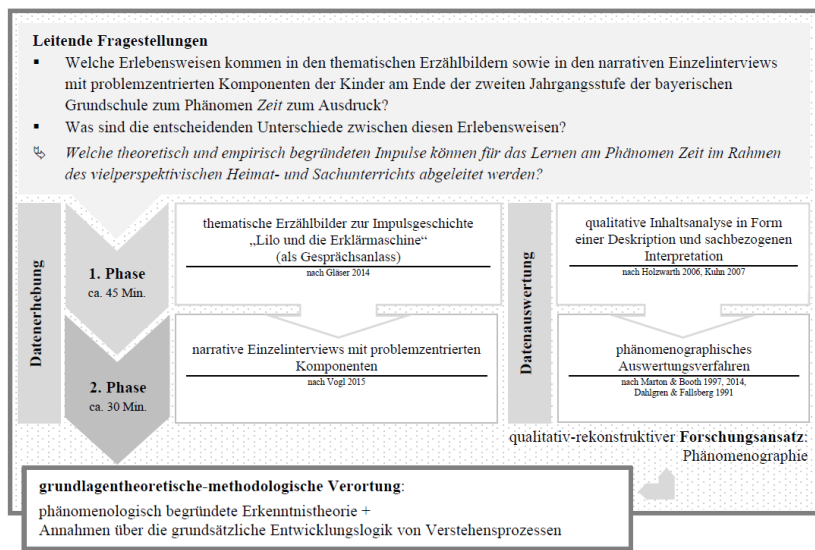 Leitende Fragestellungen
▪ Welche Erlebensweisen kommen in den thematischen Erzählbildern sowie in den narrativen Einzelinterviews
mit problemzentrierten Komponenten der Kinder am Ende der zweiten Jahrgangsstufe der bayerischen
Grundschule zum Phänomen Zeit zum Ausdruck?
▪ Was sind die entscheidenden Unterschiede zwischen diesen Erlebensweisen?
Welche theoretisch und empirisch begründeten Impulse können für das Lernen am Phänomen Zeit im Rahmen
des vielperspektivischen Heimat- und Sachunterrichts abgeleitet werden?
Datenerhebung
1. Phase
ca. 45 Min.
thematische Erzählbilder zur Impulsgeschichte
„Lilo und die Erklärmaschine“
(als Gesprächsanlass)
nach Gläser 2014
2. Phase
ca. 30 Min.
narrative Einzelinterviews mit problemzentrierten
Komponenten
nach Vogl 2015
Datenauswertung
qualitative Inhaltsanalyse in Form
einer Deskription und sachbezogenen
Interpretation
nach Holzwarth 2006, Kuhn 2007
phänomenographisches
Auswertungsverfahren
nach Marton & Booth 1997, 2014,
Dahlgren & Fallsberg 1991
qualitativ-rekonstruktiver Forschungsansatz:
Phänomenographie
grundlagentheoretische-methodologische Verortung:
phänomenologisch begründete Erkenntnistheorie +
Annahmen über die grundsätzliche Entwicklungslogik von Verstehensprozessen